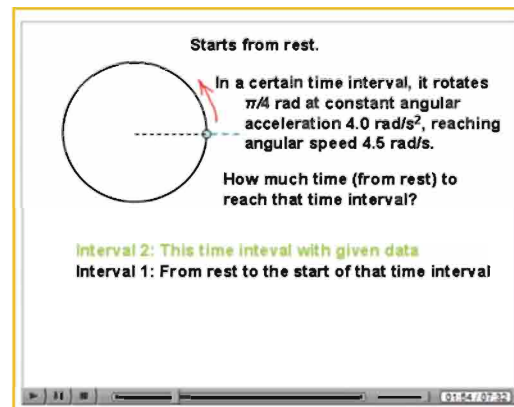 Starts from rest.
In a certain time interval, it rotates
π/4 rad at constant angular
acceleration 4.0 rad/s², reaching
angular speed 4.5 rad/s.
How much time (from rest) to
reach that time interval?
Interval 2: This time inteval with given data
Interval 1: From rest to the start of that time interval
01:54 / 07:32